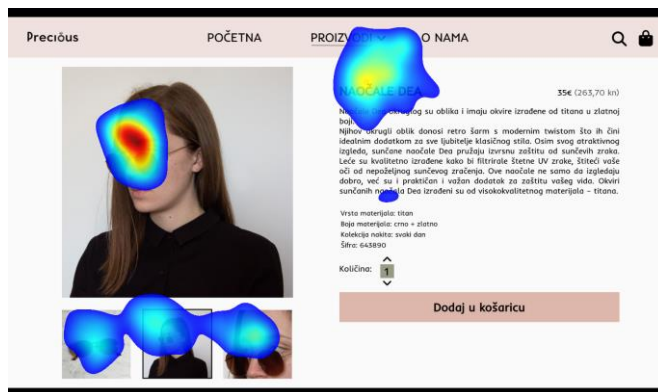 Precious
POČETNA
PROIZVODI
O NAMA
NAOČALE DEA
35€ (263,70 kn)
Naočale Dea okruglog su oblika i imaju okvire izrađene od titana u zlatnoj
boji.
Njihov okrugli oblik donosi retro šarm s modernim twistom što ih čini
idealnim dodatkom za sve ljubitelje klasičnog stila. Osim svog atraktivnog
izgleda, sunčane naočale Dea pružaju izvrsnu zaštitu od sunčevih zraka.
Leće su kvalitetno izrađene kako bi filtrirale štetne UV zrake, štiteći vaše
oči od nepoželjnog sunčevog zračenja. Ove naočale ne samo da izgledaju
dobro, već su i praktičan i važan dodatak za zaštitu vašeg vida. Okviri
sunčanih naočala Dea izrađeni su od visokokvalitetnog materijala – titana.
Vrsta materijala: titan
Boja materijala: crno + zlatno
Kolekcija nakita: svaki dan
Šifra: 643890
Količina: 1
Dodaj u košaricu